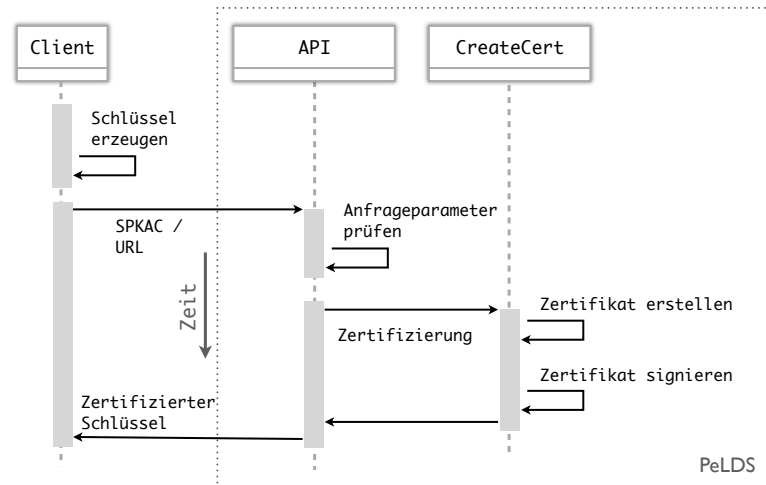 Client
API
CreateCert
Schlüssel
erzeugen
SPKAC /
URL
Anfrageparameter
prüfen
Zeit
Zertifizierung
Zertifikat erstellen
Zertifikat signieren
Zertifizierter
Schlüssel
PeLDS